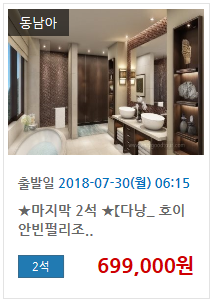 동남아
출발일 2018-07-30(월) 06:15
★마지막 2석 ★[다낭_ 호이
안빈펄리조..
2석
699,000원